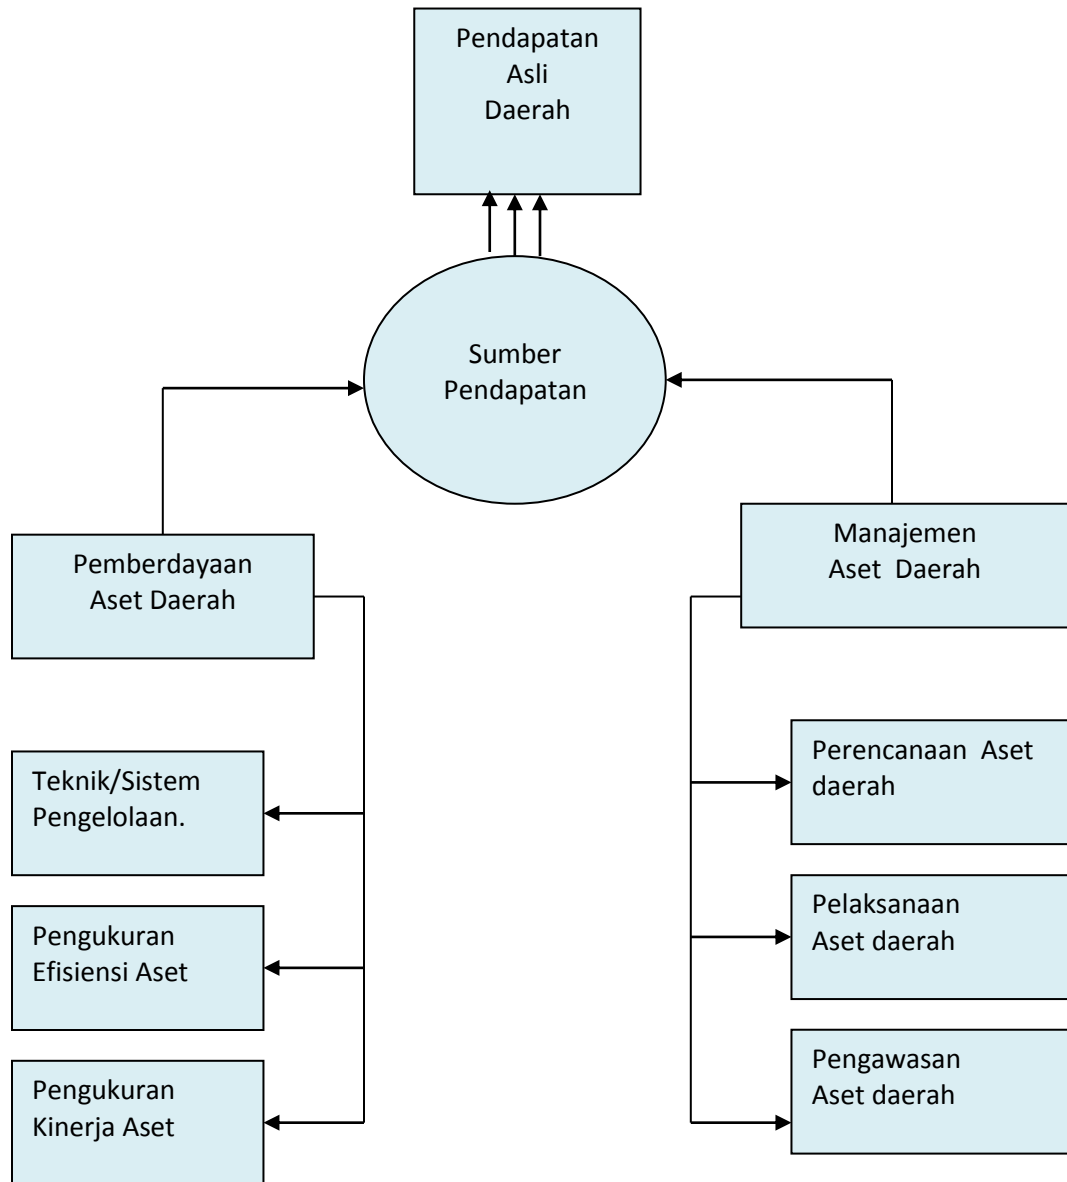 Pendapatan
Asli
Daerah
Sumber
Pendapatan
Pemberdayaan
Aset Daerah
Manajemen
Aset  Daerah
Teknik/Sistem
Pengelolaan.
Pengukuran
Efisiensi Aset
Pengukuran
Kinerja Aset
Perencanaan  Aset
daerah
Pelaksanaan
Aset daerah
Pengawasan
Aset daerah